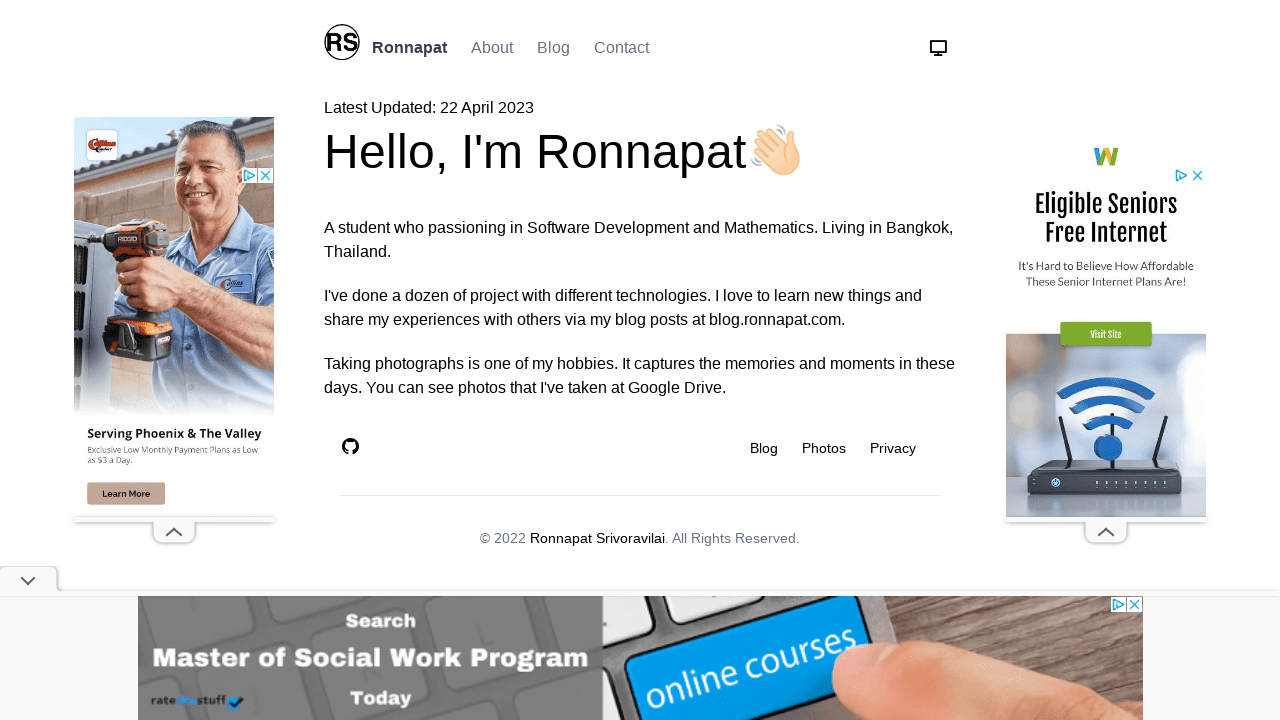 RS
Ronnapat About Blog Contact
Latest Updated: 22 April 2023
Hello, I'm Ronnapat
A student who passioning in Software Development and Mathematics. Living in Bangkok,
Thailand.
I've done a dozen of project with different technologies. I love to learn new things and
share my experiences with others via my blog posts at blog.ronnapat.com.
Taking photographs is one of my hobbies. It captures the memories and moments in these
days. You can see photos that I've taken at Google Drive.
Blog Photos Privacy
© 2022 Ronnapat Srivoravilai. All Rights Reserved.
Collins
RIDGID
Collins
Serving Phoenix & The Valley
Exclusive Low Monthly Payment Plans as Low
as $3 a Day.
Learn More
W
Eligible Seniors
Free Internet
It's Hard to Believe How Affordable
These Senior Internet Plans Are!
Visit Site
Search
Master of Social Work Program
Today
online courses